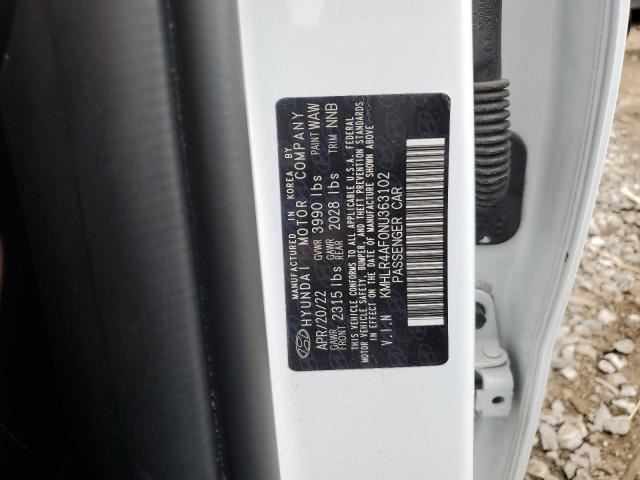 MANUFACTURED IN KOREA BY
HYUNDAI MOTOR COMPANY
APR/20/22 GVWR 3990 lbs PAINT WAW
GAWR FRONT 2315 lbs GAWR REAR 2028 lbs TRIM NNB
THIS VEHICLE CONFORMS TO ALL APPLICABLE U.S.A. FEDERAL
MOTOR VEHICLE SAFETY, BUMPER, AND THEFT PREVENTION STANDARDS
IN EFFECT ON THE DATE OF MANUFACTURE SHOWN ABOVE
V.I.N KMHLR4AF0NU363102
PASSENGER CAR